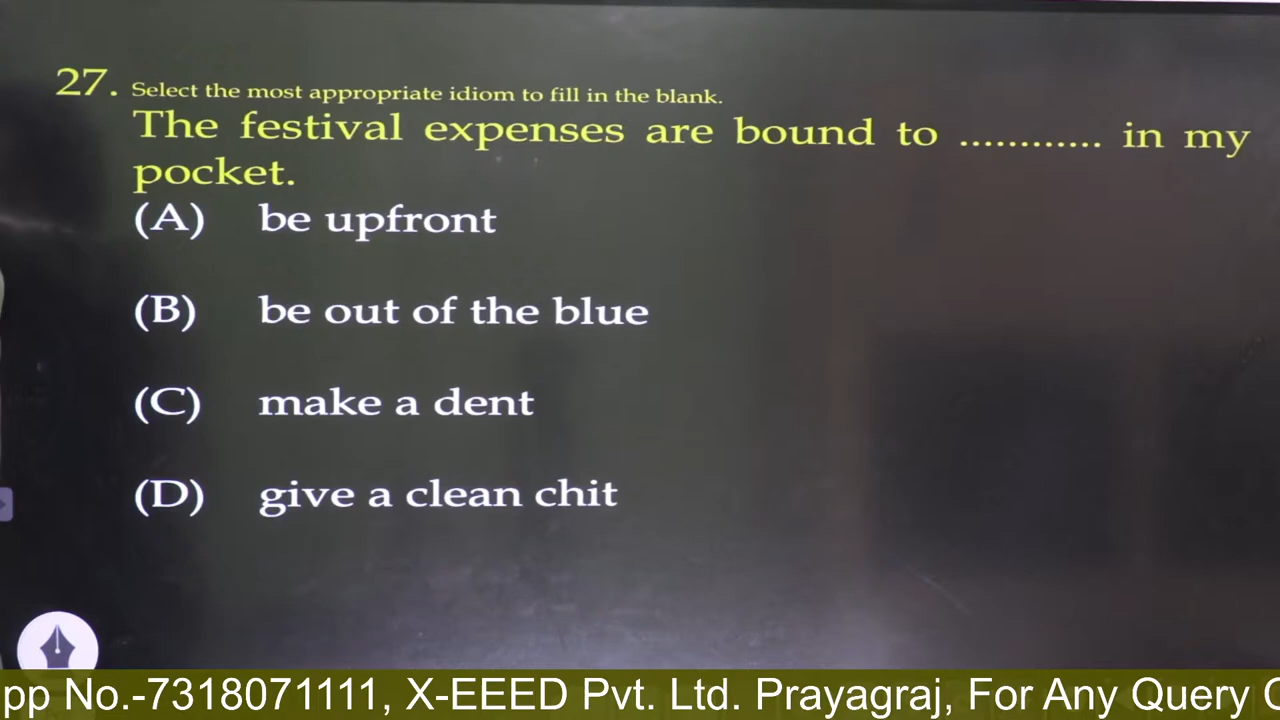 27. Select the most appropriate idiom to fill in the blank.
The festival expenses are bound to ............ in my
pocket.
(A) be upfront
(B) be out of the blue
(C) make a dent
(D) give a clean chit
pp No.-7318071111, X-EEED Pvt. Ltd. Prayagraj, For Any Query